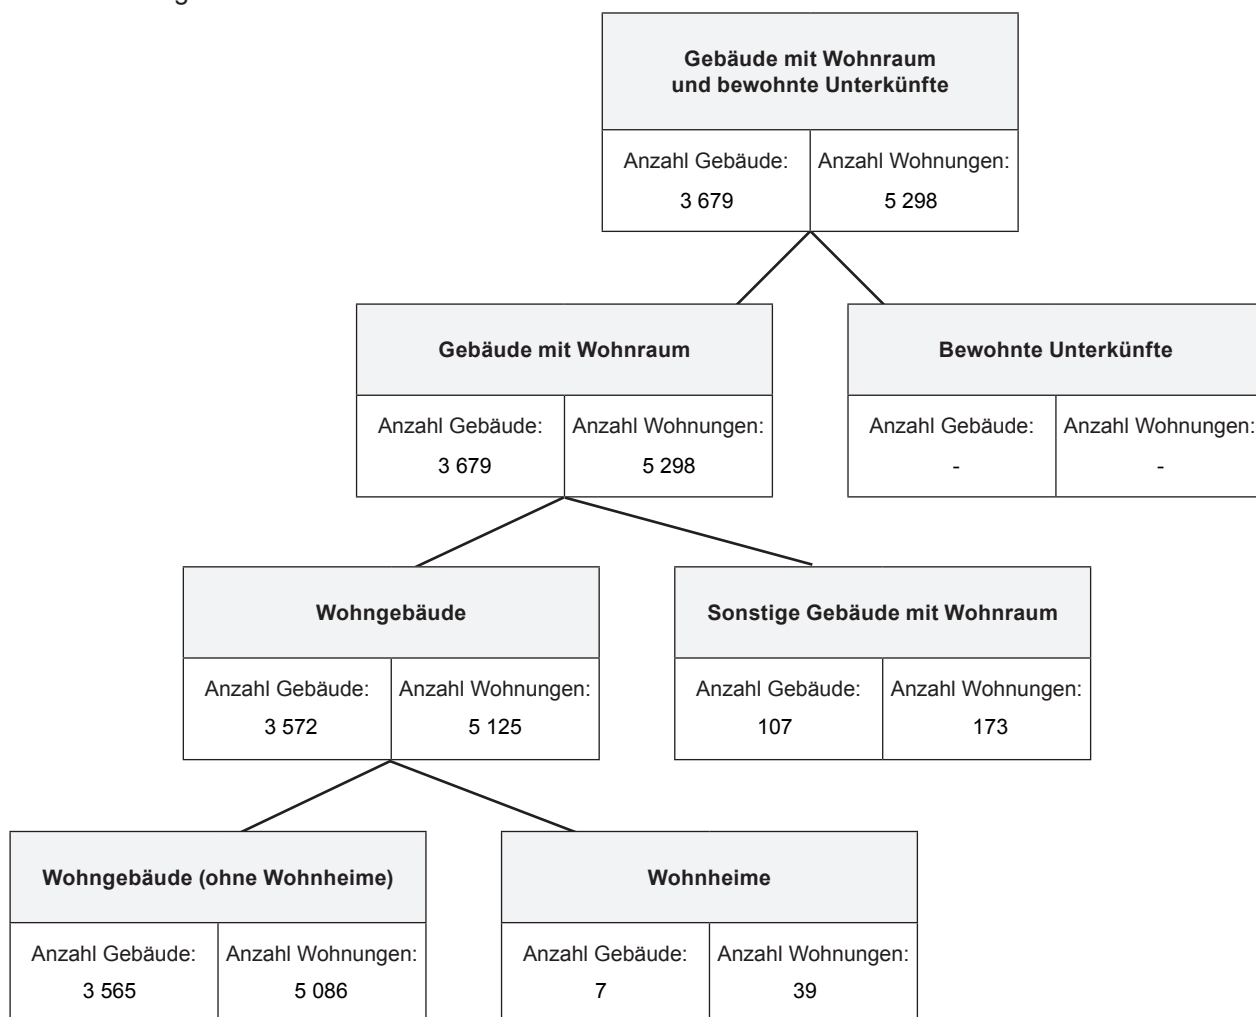 Gebäude mit Wohnraum
und bewohnte Unterkünfte
Anzahl Gebäude: Anzahl Wohnungen:
3 679 5 298
Gebäude mit Wohnraum Bewohnte Unterkünfte
Anzahl Gebäude: Anzahl Wohnungen: Anzahl Gebäude: Anzahl Wohnungen:
3 679 5 298 - -
Wohngebäude Sonstige Gebäude mit Wohnraum
Anzahl Gebäude: Anzahl Wohnungen: Anzahl Gebäude: Anzahl Wohnungen:
3 572 5 125 107 173
Wohngebäude (ohne Wohnheime) Wohnheime
Anzahl Gebäude: Anzahl Wohnungen: Anzahl Gebäude: Anzahl Wohnungen:
3 565 5 086 7 39